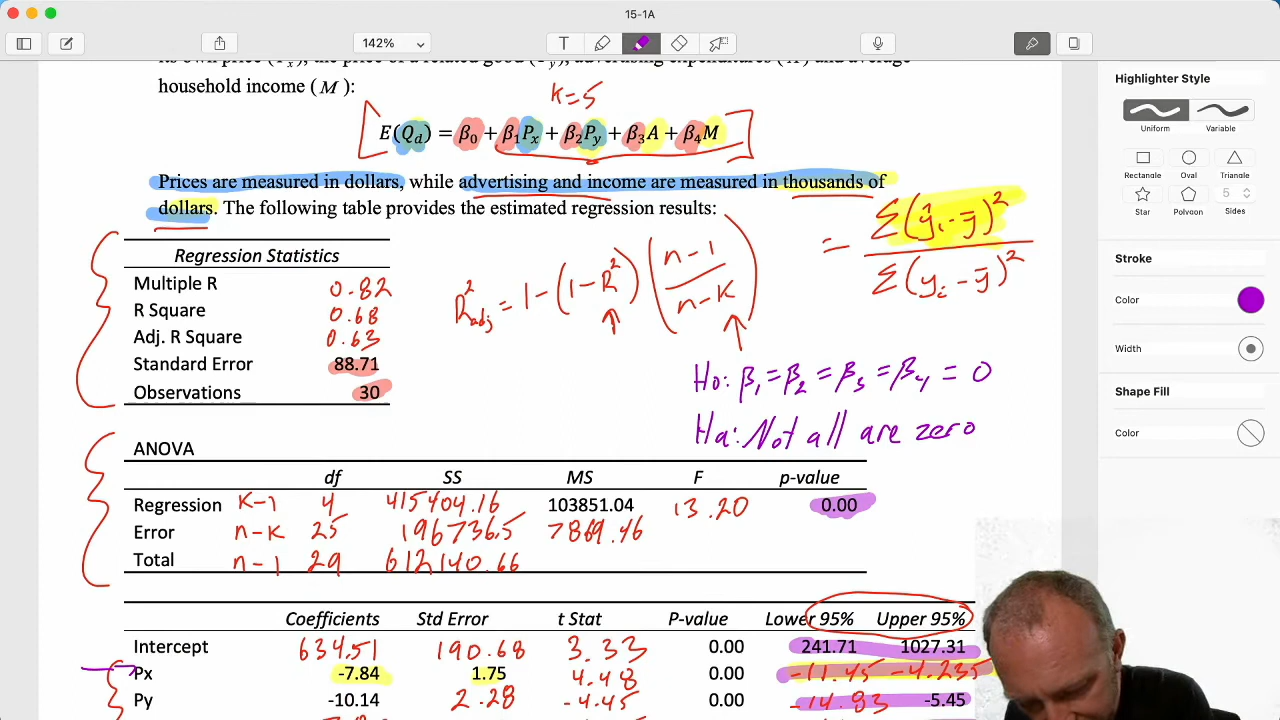 15-1A
142%
T
household income (M):
K=5
E(Qd) = β0 + β1Px + β2Py + β3A + β4M
Prices are measured in dollars, while advertising and income are measured in thousands of
dollars. The following table provides the estimated regression results:
= Σ(ŷi - ȳ)² / Σ(yi - ȳ)²
R²adj = 1-(1-R²)(n-1/n-K)
Regression Statistics
Multiple R 0.82
R Square 0.68
Adj. R Square 0.63
Standard Error 88.71
Observations 30
Ho: β1 = β2 = β3 = β4 = 0
Ha: Not all are zero
ANOVA
df SS MS F p-value
Regression K-1 4 415404.16 103851.04 13.20 0.00
Error n-K 25 196736.5 7869.46
Total n-1 29 612140.66
Coefficients Std Error t Stat P-value Lower 95% Upper 95%
Intercept 634.51 190.68 3.33 0.00 241.71 1027.31
Px -7.84 1.75 4.48 0.00 -11.45 -4.235
Py -10.14 2.28 -4.45 0.00 -14.83 -5.45
Highlighter Style
Uniform Variable
Rectangle Oval Triangle
5
Star Polygon Sides
Stroke
Color
Width
Shape Fill
Color